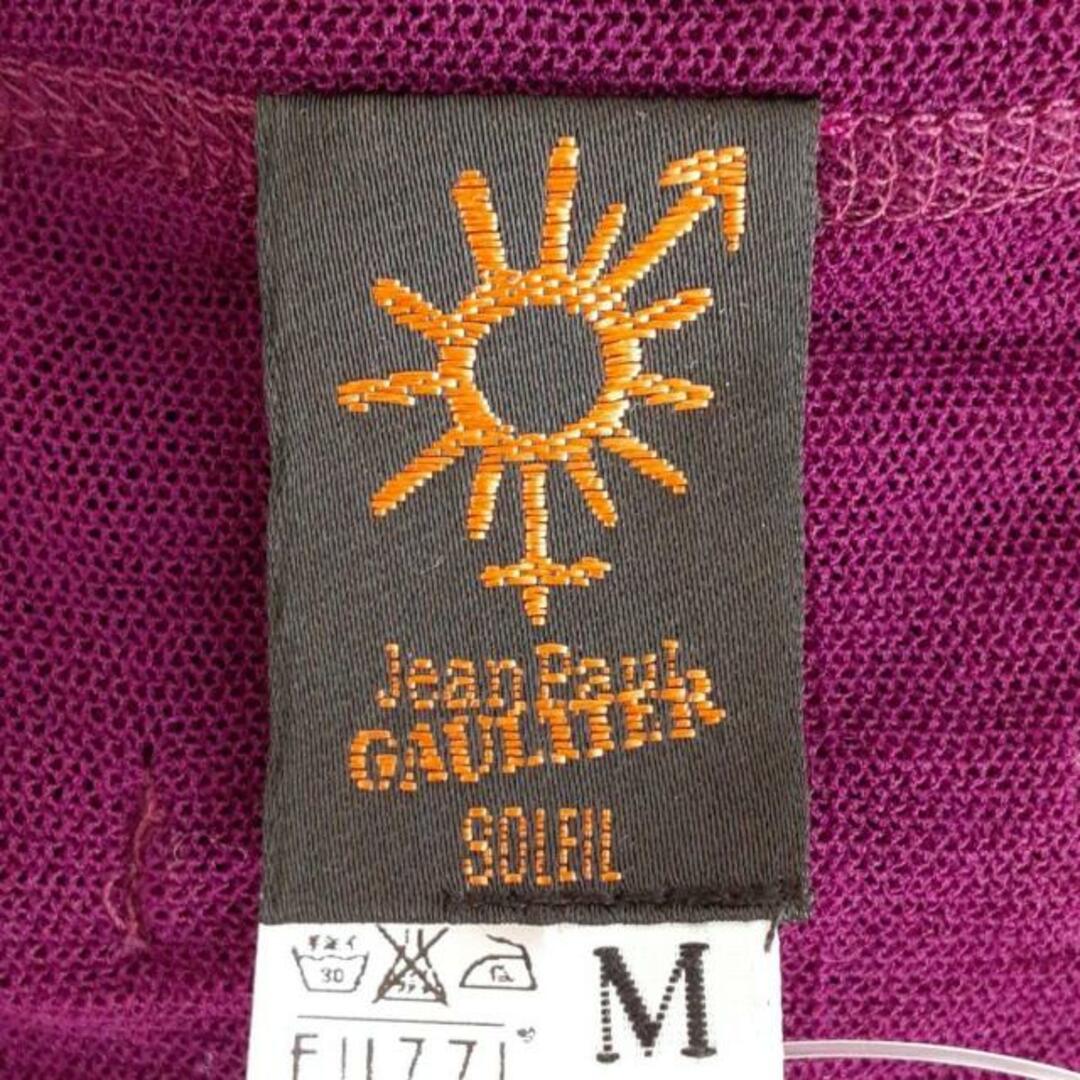 Jean Paul
GAULTIER
SOLEIL
手洗イ
30
M
FUZZI